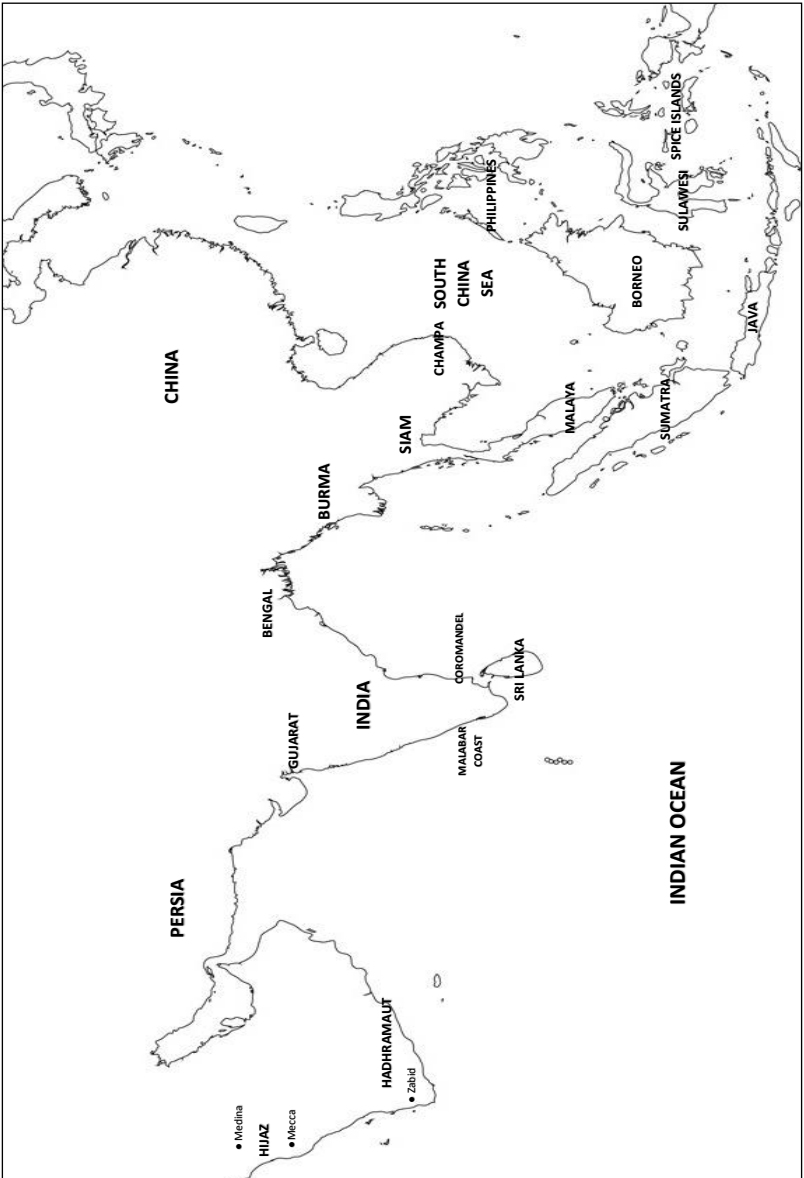 CHINA
PERSIA
BURMA
SIAM
CHAMPA
SOUTH
CHINA
SEA
PHILIPPINES
SPICE ISLANDS
SULAWESI
BORNEO
JAVA
MALAYA
SUMATRA
BENGAL
GUJARAT
INDIA
COROMANDEL
SRI LANKA
MALABAR
COAST
Medina
HIJAZ
Mecca
HADHRAMAUT
Zabid
INDIAN OCEAN